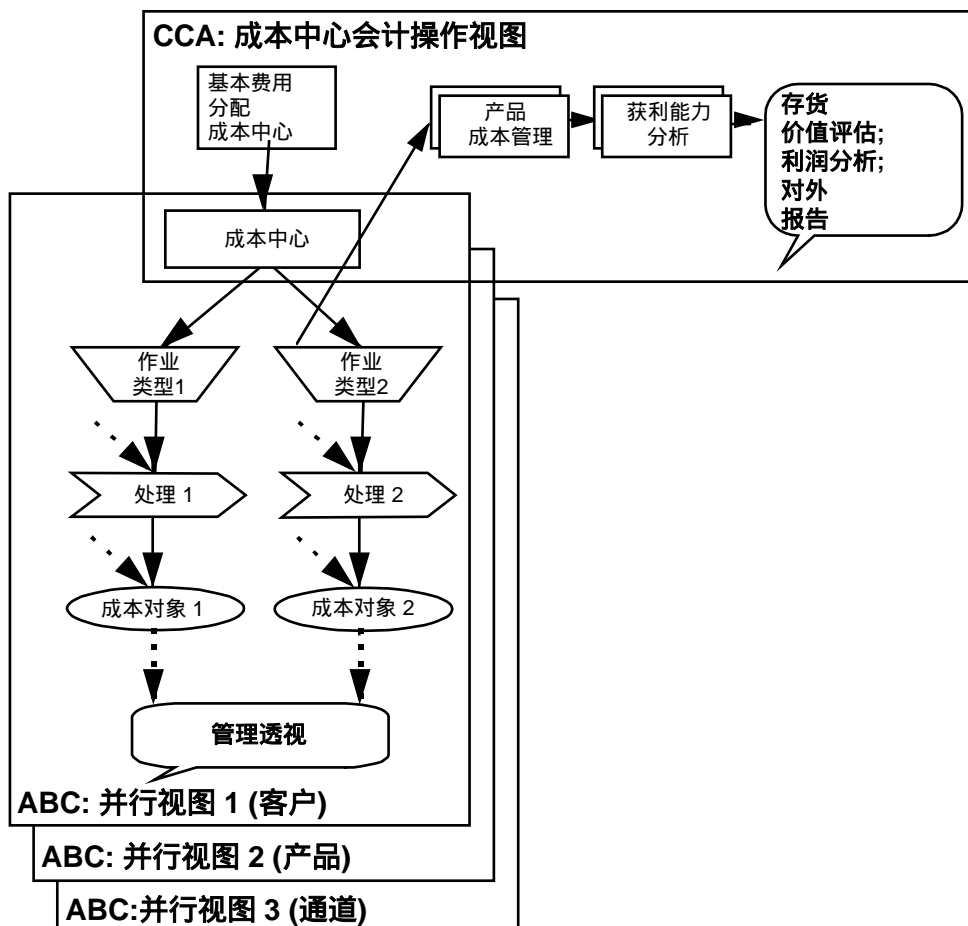 CCA: 成本中心会计操作视图
基本费用
分配
成本中心
产品
成本管理
获利能力
分析
存货
价值评估;
利润分析;
对外
报告
成本中心
作业
类型1
作业
类型2
处理 1
处理 2
成本对象 1
成本对象 2
管理透视
ABC: 并行视图 1 (客户)
ABC: 并行视图 2 (产品)
ABC:并行视图 3 (通道)